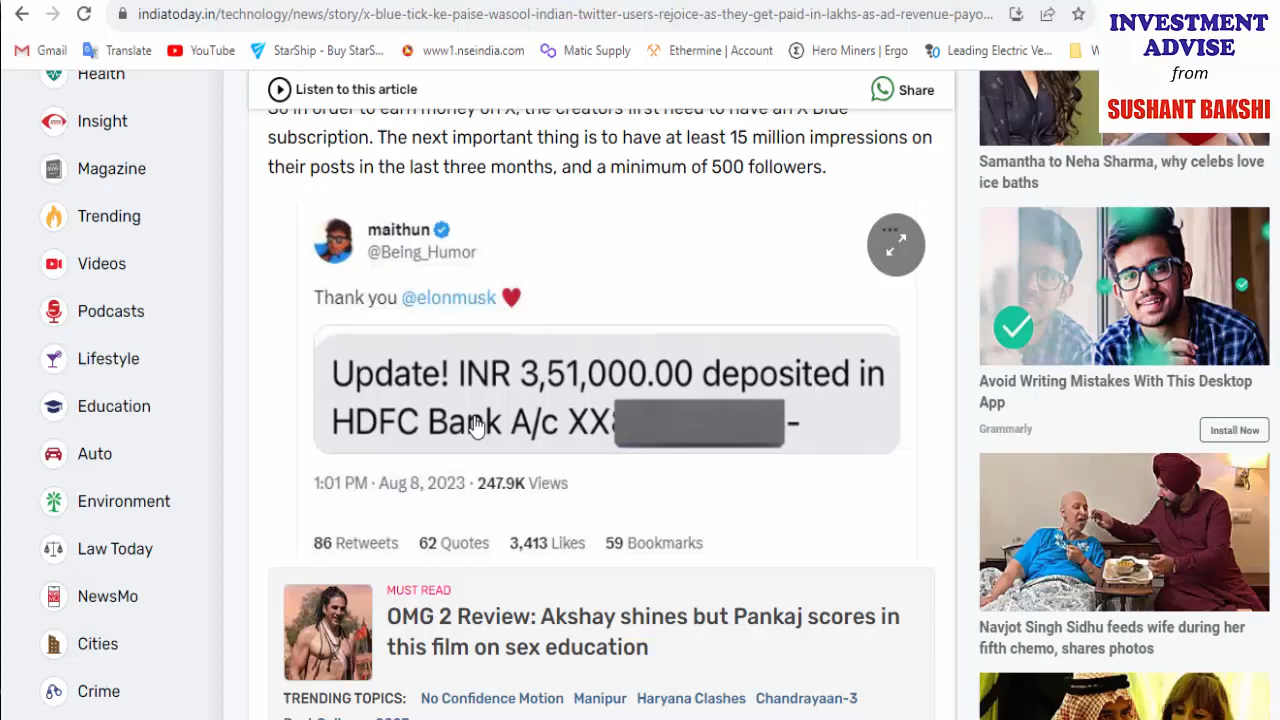 indiatoday.in/technology/news/story/x-blue-tick-ke-paise-wasool-indian-twitter-users-rejoice-as-they-get-paid-in-lakhs-as-ad-revenue-payo...
Gmail
Translate
YouTube
StarShip - Buy StarS...
www1.nseindia.com
Matic Supply
Ethermine | Account
Hero Miners | Ergo
Leading Electric Ve...
INVESTMENT
ADVISE
from
SUSHANT BAKSHI
Health
Insight
Magazine
Trending
Videos
Podcasts
Lifestyle
Education
Auto
Environment
Law Today
NewsMo
Cities
Crime
Listen to this article
Share
So in order to earn money on X, the creators first need to have an X Blue
subscription. The next important thing is to have at least 15 million impressions on
their posts in the last three months, and a minimum of 500 followers.
maithun
@Being_Humor
Thank you @elonmusk
Update! INR 3,51,000.00 deposited in
HDFC Bank A/c XX -
1:01 PM · Aug 8, 2023 · 247.9K Views
86 Retweets 62 Quotes 3,413 Likes 59 Bookmarks
MUST READ
OMG 2 Review: Akshay shines but Pankaj scores in
this film on sex education
TRENDING TOPICS: No Confidence Motion Manipur Haryana Clashes Chandrayaan-3
Samantha to Neha Sharma, why celebs love
ice baths
Avoid Writing Mistakes With This Desktop
App
Grammarly
Install Now
Navjot Singh Sidhu feeds wife during her
fifth chemo, shares photos